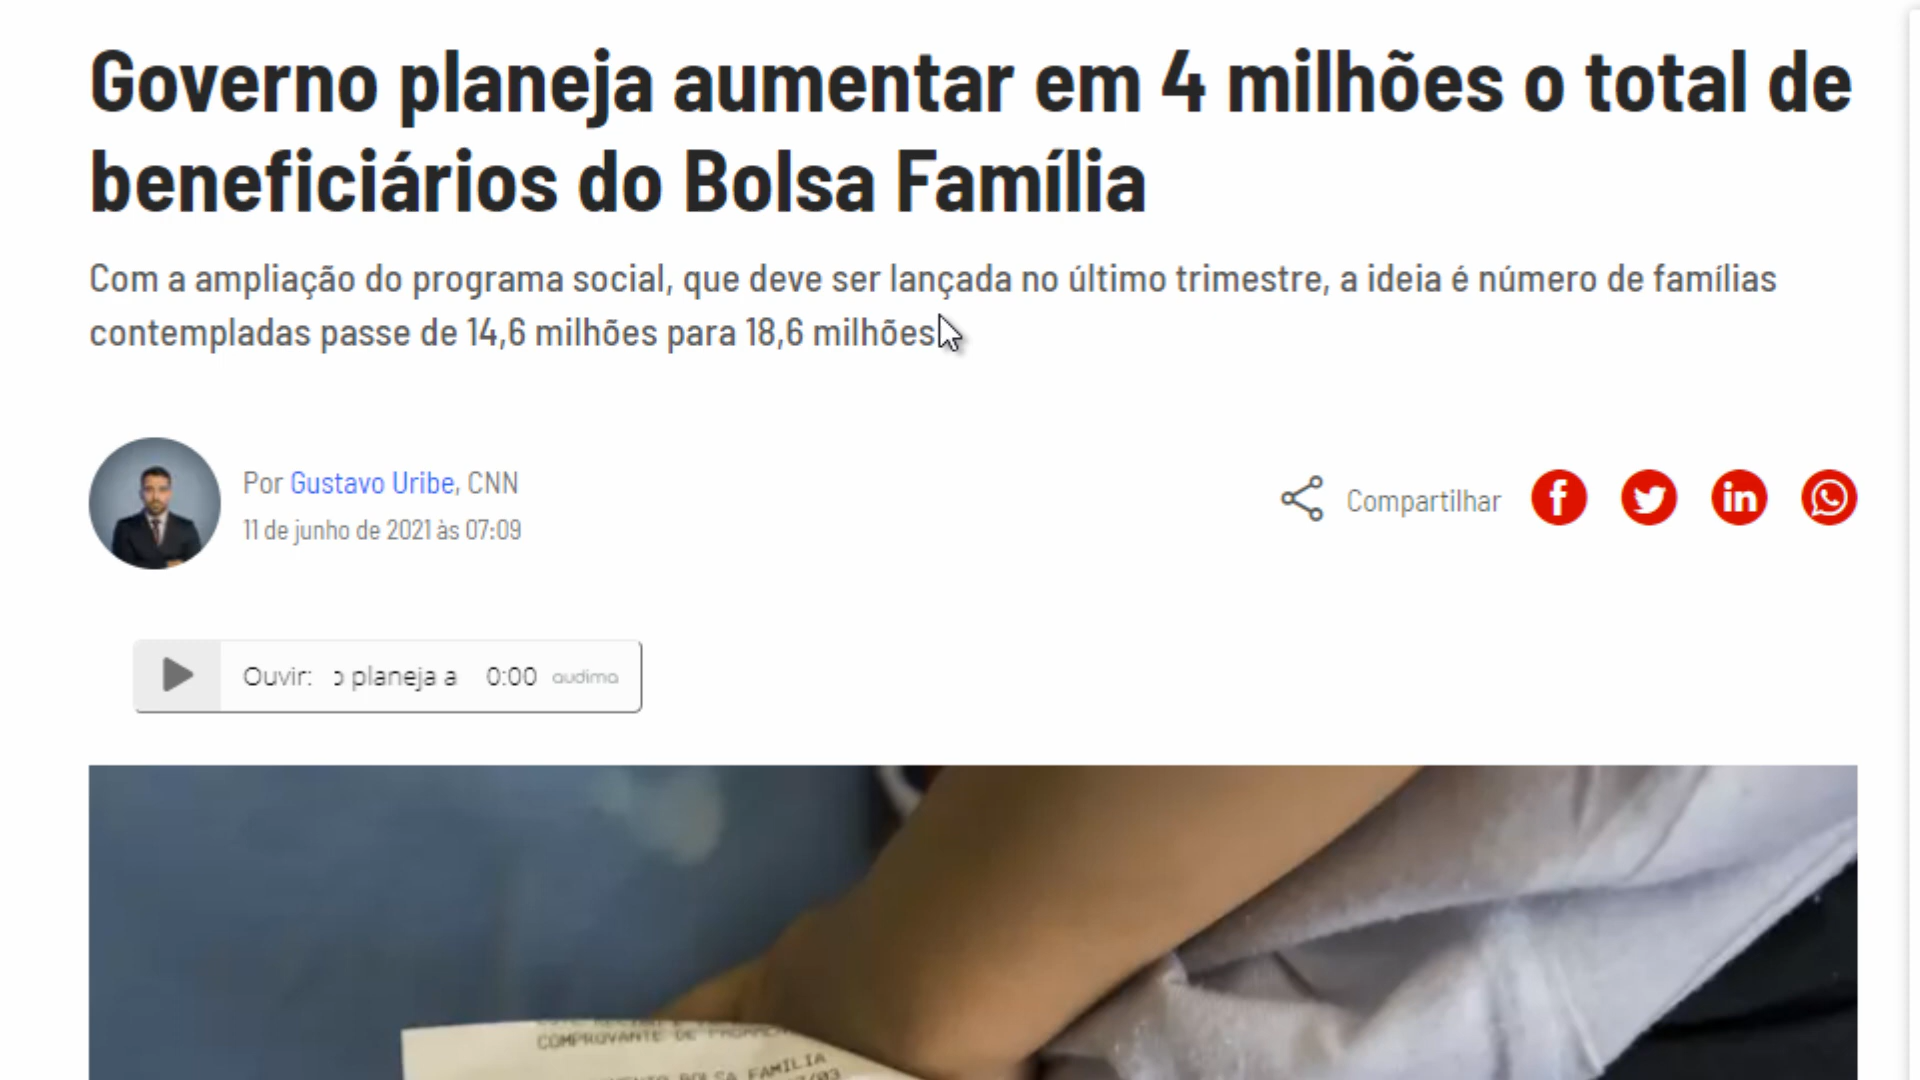 Governo planeja aumentar em 4 milhões o total de
beneficiários do Bolsa Família
Com a ampliação do programa social, que deve ser lançada no último trimestre, a ideia é número de famílias
contempladas passe de 14,6 milhões para 18,6 milhões
Por Gustavo Uribe, CNN
11 de junho de 2021 às 07:09
Compartilhar
Ouvir: o planeja a 0:00 audima
COMPROVANTE DE
BOLSA FAMILIA